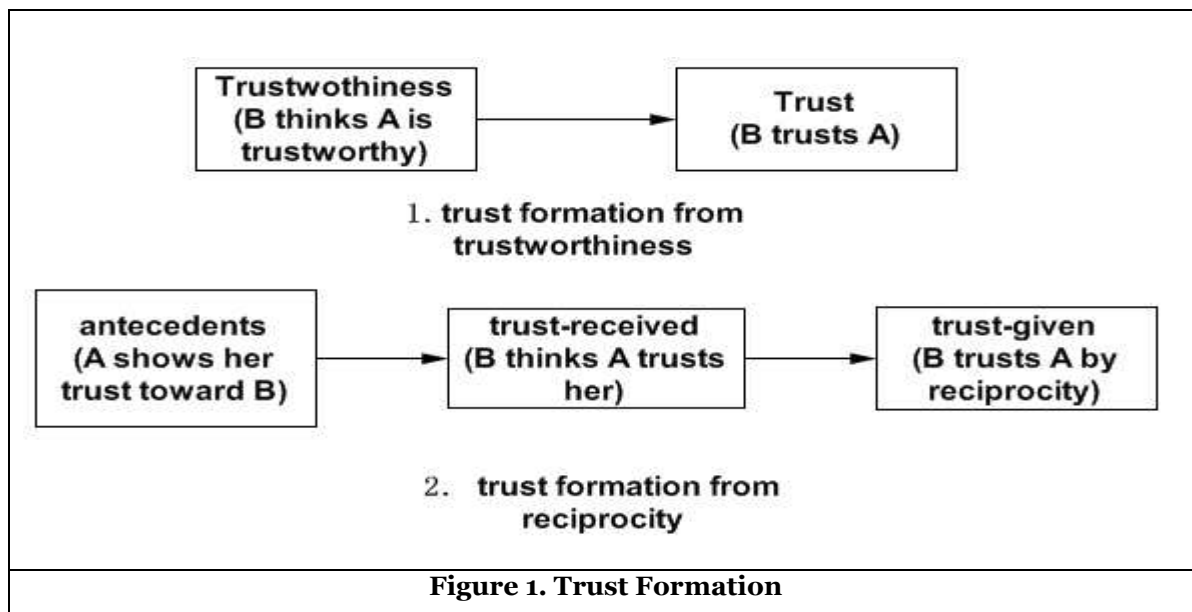 Trustwothiness
(B thinks A is
trustworthy)
Trust
(B trusts A)
1. trust formation from
trustworthiness
antecedents
(A shows her
trust toward B)
trust-received
(B thinks A trusts
her)
trust-given
(B trusts A by
reciprocity)
2. trust formation from
reciprocity
Figure 1. Trust Formation